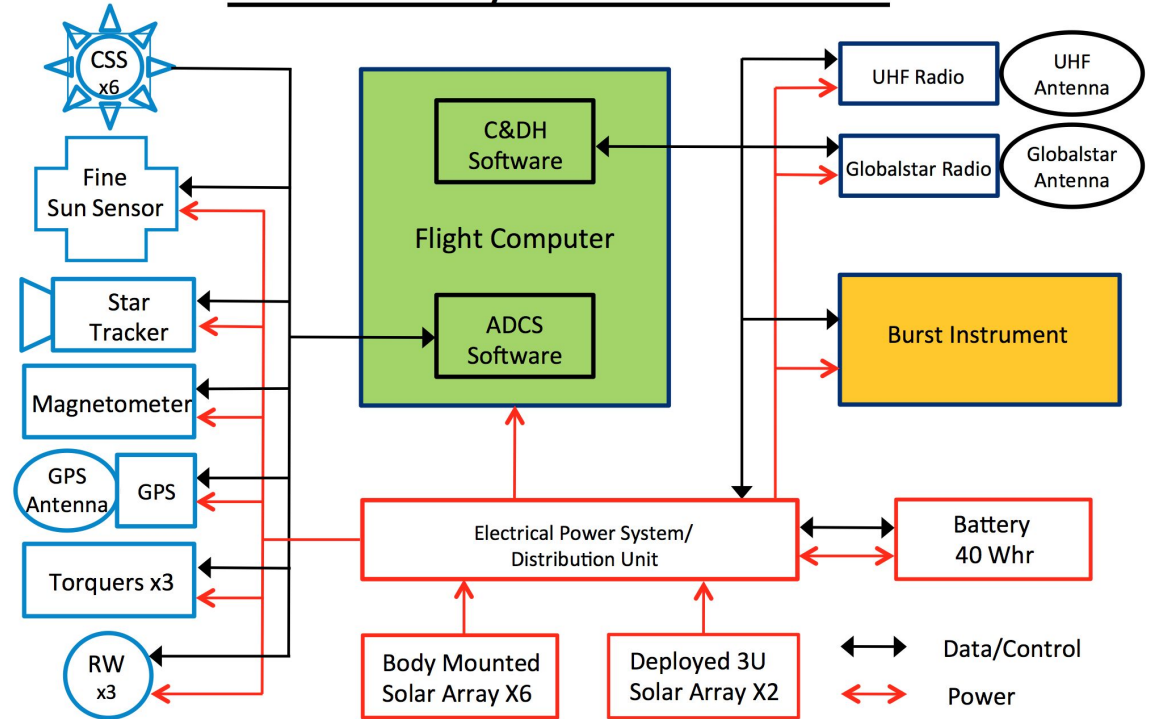 CSS
x6
Fine
Sun Sensor
Star
Tracker
Magnetometer
GPS
Antenna
GPS
Torquers x3
RW
x3
C&DH
Software
Flight Computer
ADCS
Software
UHF Radio
UHF
Antenna
Globalstar Radio
Globalstar
Antenna
Burst Instrument
Electrical Power System/
Distribution Unit
Battery
40 Whr
Body Mounted
Solar Array X6
Deployed 3U
Solar Array X2
Data/Control
Power